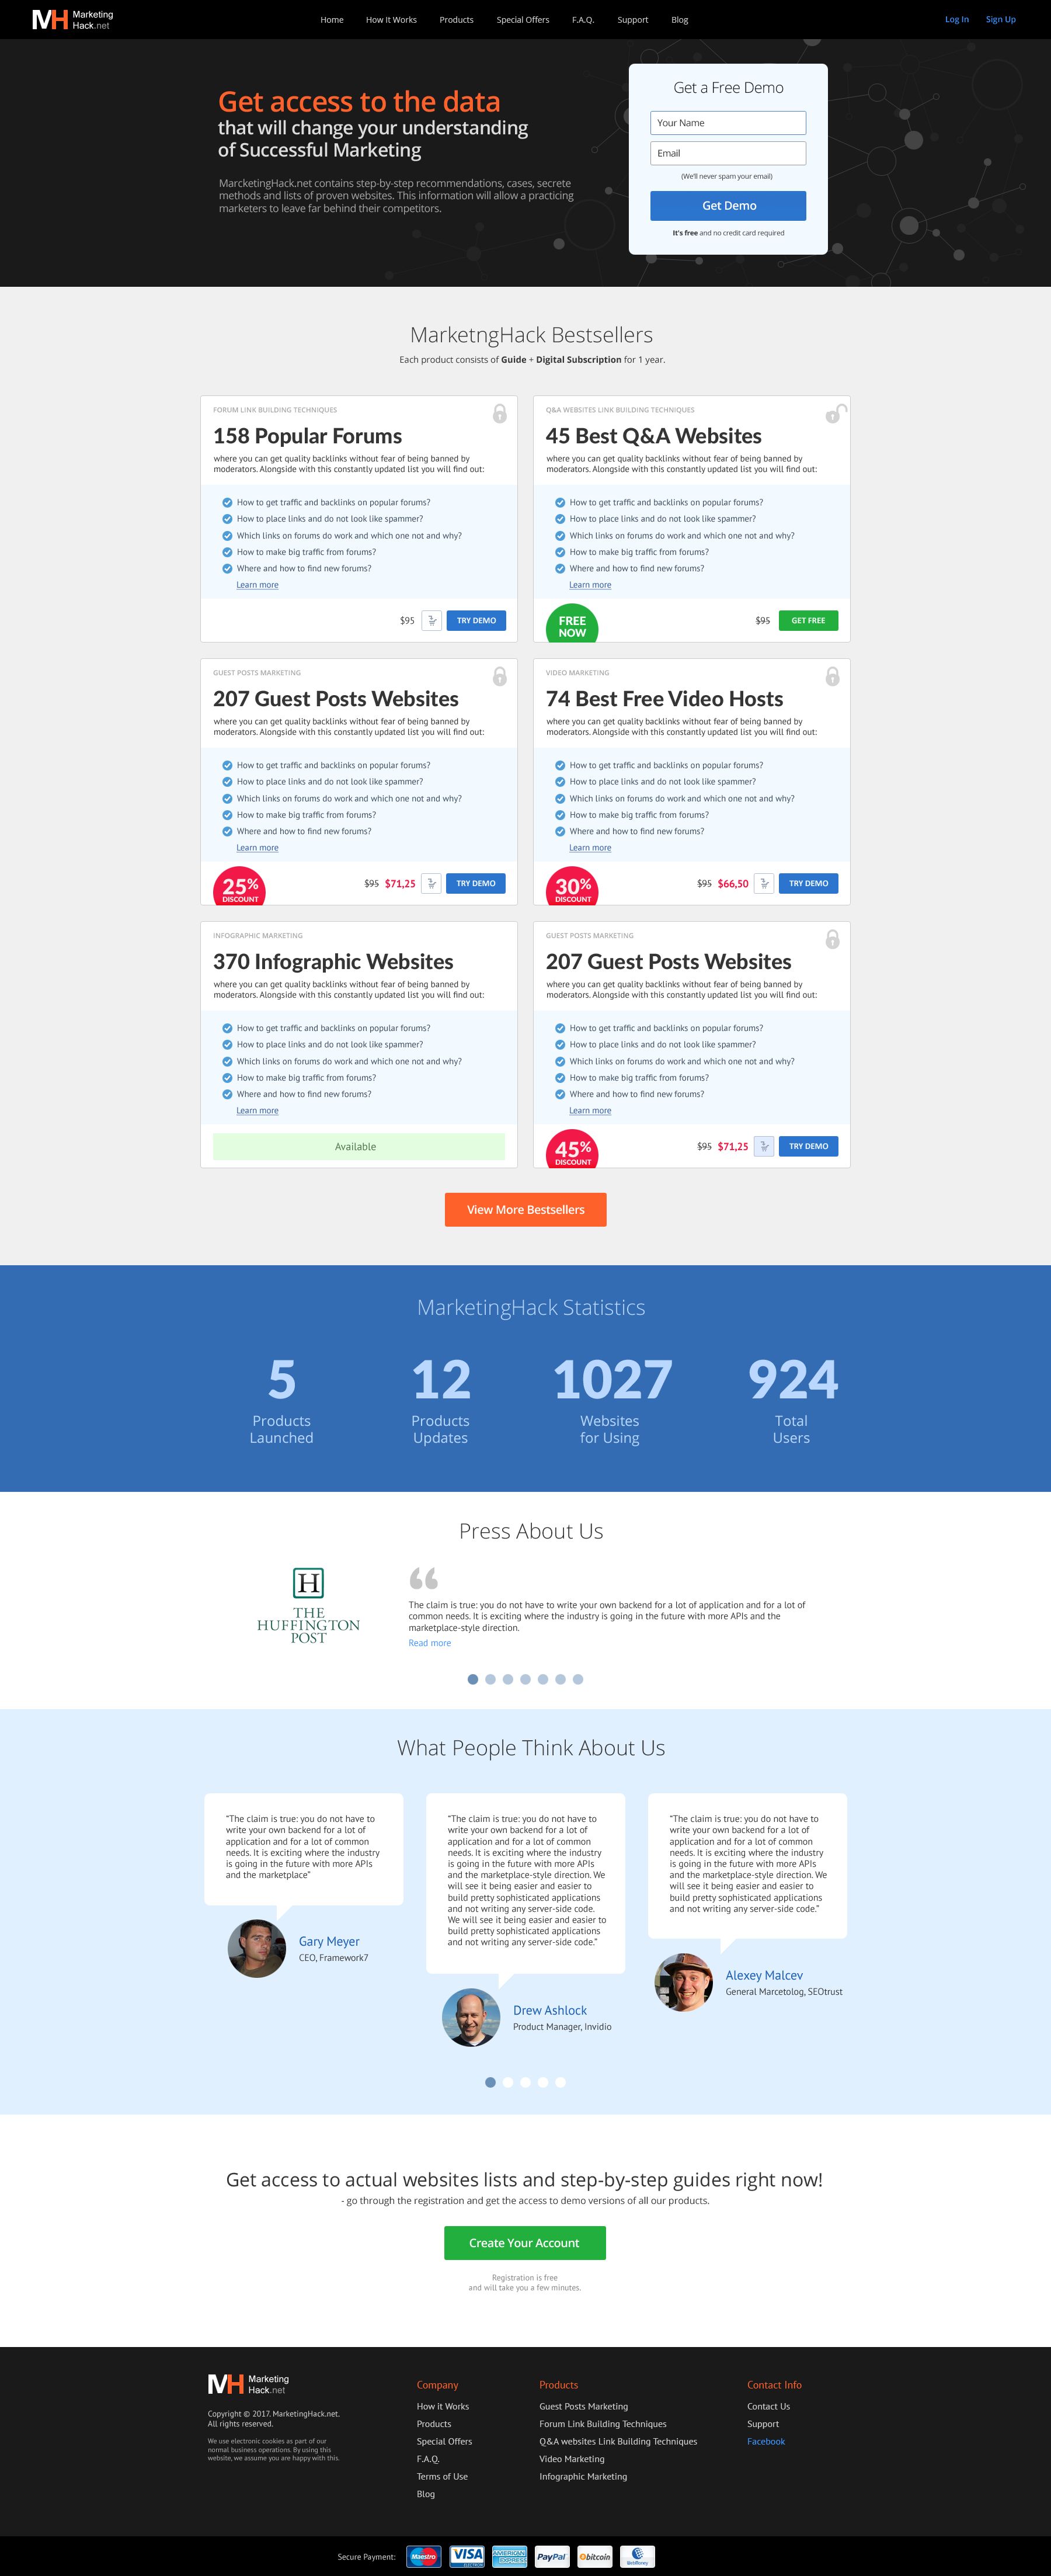 MH Marketing
Hack.net
Home How It Works Products Special Offers F.A.Q. Support Blog
Log In Sign Up
Get access to the data
that will change your understanding
of Successful Marketing
MarcketingHack.net contains step-by-step recommendations, cases, secrete
methods and lists of proven websites. This information will allow a practicing
marketers to leave far behind their competitors.
Get a Free Demo
Your Name
Email
(We'll never spam your email)
Get Demo
It's free and no credit card required
MarketngHack Bestsellers
Each product consists of Guide + Digital Subscription for 1 year.
FORUM LINK BUILDING TECHNIQUES
158 Popular Forums
where you can get quality backlinks without fear of being banned by
moderators. Alongside with this constantly updated list you will find out:
How to get traffic and backlinks on popular forums?
How to place links and do not look like spammer?
Which links on forums do work and which one not and why?
How to make big traffic from forums?
Where and how to find new forums?
Learn more
$95 TRY DEMO
Q&A WEBSITES LINK BUILDING TECHNIQUES
45 Best Q&A Websites
where you can get quality backlinks without fear of being banned by
moderators. Alongside with this constantly updated list you will find out:
How to get traffic and backlinks on popular forums?
How to place links and do not look like spammer?
Which links on forums do work and which one not and why?
How to make big traffic from forums?
Where and how to find new forums?
Learn more
FREE
NOW
$95 GET FREE
GUEST POSTS MARKETING
207 Guest Posts Websites
where you can get quality backlinks without fear of being banned by
moderators. Alongside with this constantly updated list you will find out:
How to get traffic and backlinks on popular forums?
How to place links and do not look like spammer?
Which links on forums do work and which one not and why?
How to make big traffic from forums?
Where and how to find new forums?
Learn more
25%
DISCOUNT
$95 $71,25 TRY DEMO
VIDEO MARKETING
74 Best Free Video Hosts
where you can get quality backlinks without fear of being banned by
moderators. Alongside with this constantly updated list you will find out:
How to get traffic and backlinks on popular forums?
How to place links and do not look like spammer?
Which links on forums do work and which one not and why?
How to make big traffic from forums?
Where and how to find new forums?
Learn more
30%
DISCOUNT
$95 $66,50 TRY DEMO
INFOGRAPHIC MARKETING
370 Infographic Websites
where you can get quality backlinks without fear of being banned by
moderators. Alongside with this constantly updated list you will find out:
How to get traffic and backlinks on popular forums?
How to place links and do not look like spammer?
Which links on forums do work and which one not and why?
How to make big traffic from forums?
Where and how to find new forums?
Learn more
Available
GUEST POSTS MARKETING
207 Guest Posts Websites
where you can get quality backlinks without fear of being banned by
moderators. Alongside with this constantly updated list you will find out:
How to get traffic and backlinks on popular forums?
How to place links and do not look like spammer?
Which links on forums do work and which one not and why?
How to make big traffic from forums?
Where and how to find new forums?
Learn more
45%
DISCOUNT
$95 $71,25 TRY DEMO
View More Bestsellers
MarketingHack Statistics
5
Products
Launched
12
Products
Updates
1027
Websites
for Using
924
Total
Users
Press About Us
H
THE
HUFFINGTON
POST
“
The claim is true: you do not have to write your own backend for a lot of application and for a lot of
common needs. It is exciting where the industry is going in the future with more APIs and the
marketplace-style direction.
Read more
What People Think About Us
“The claim is true: you do not have to
write your own backend for a lot of
application and for a lot of common
needs. It is exciting where the industry
is going in the future with more APIs
and the marketplace”
Gary Meyer
CEO, Framework7
“The claim is true: you do not have to
write your own backend for a lot of
application and for a lot of common
needs. It is exciting where the industry
is going in the future with more APIs
and the marketplace-style direction. We
will see it being easier and easier to
build pretty sophisticated applications
and not writing any server-side code.
We will see it being easier and easier to
build pretty sophisticated applications
and not writing any server-side code.”
Drew Ashlock
Product Manager, Invidio
“The claim is true: you do not have to
write your own backend for a lot of
application and for a lot of common
needs. It is exciting where the industry
is going in the future with more APIs
and the marketplace-style direction. We
will see it being easier and easier to
build pretty sophisticated applications
and not writing any server-side code.”
Alexey Malcev
General Marcetolog, SEOtrust
Get access to actual websites lists and step-by-step guides right now!
- go through the registration and get the access to demo versions of all our products.
Create Your Account
Registration is free
and will take you a few minutes.
MH Marketing
Hack.net
Copyright © 2017. MarketingHack.net.
All rights reserved.
We use electronic cookies as part of our
normal business operations. By using this
website, we assume you are happy with this.
Company
How it Works
Products
Special Offers
F.A.Q.
Terms of Use
Blog
Products
Guest Posts Marketing
Forum Link Building Techniques
Q&A websites Link Building Techniques
Video Marketing
Infographic Marketing
Contact Info
Contact Us
Support
Facebook
Secure Payment: Maestro VISA ELECTRON AMERICAN EXPRESS PayPal bitcoin WebMoney